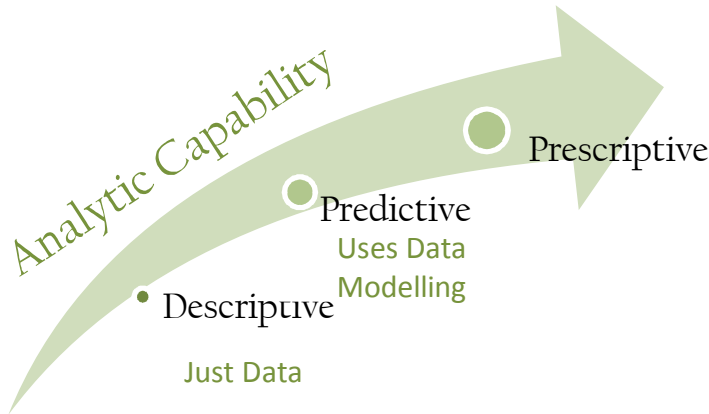 Analytic Capability
Prescriptive
Predictive
Uses Data
Modelling
Descriptive
Just Data